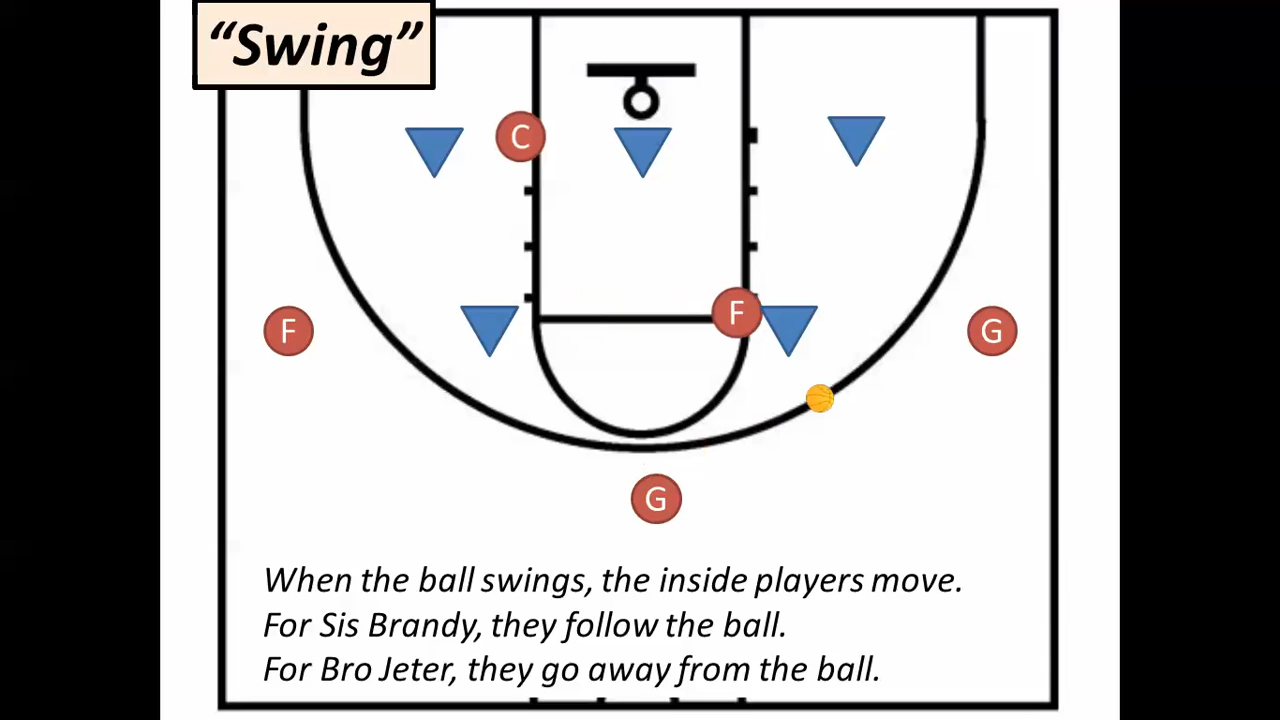 “Swing”
C
F
F
G
G
When the ball swings, the inside players move.
For Sis Brandy, they follow the ball.
For Bro Jeter, they go away from the ball.